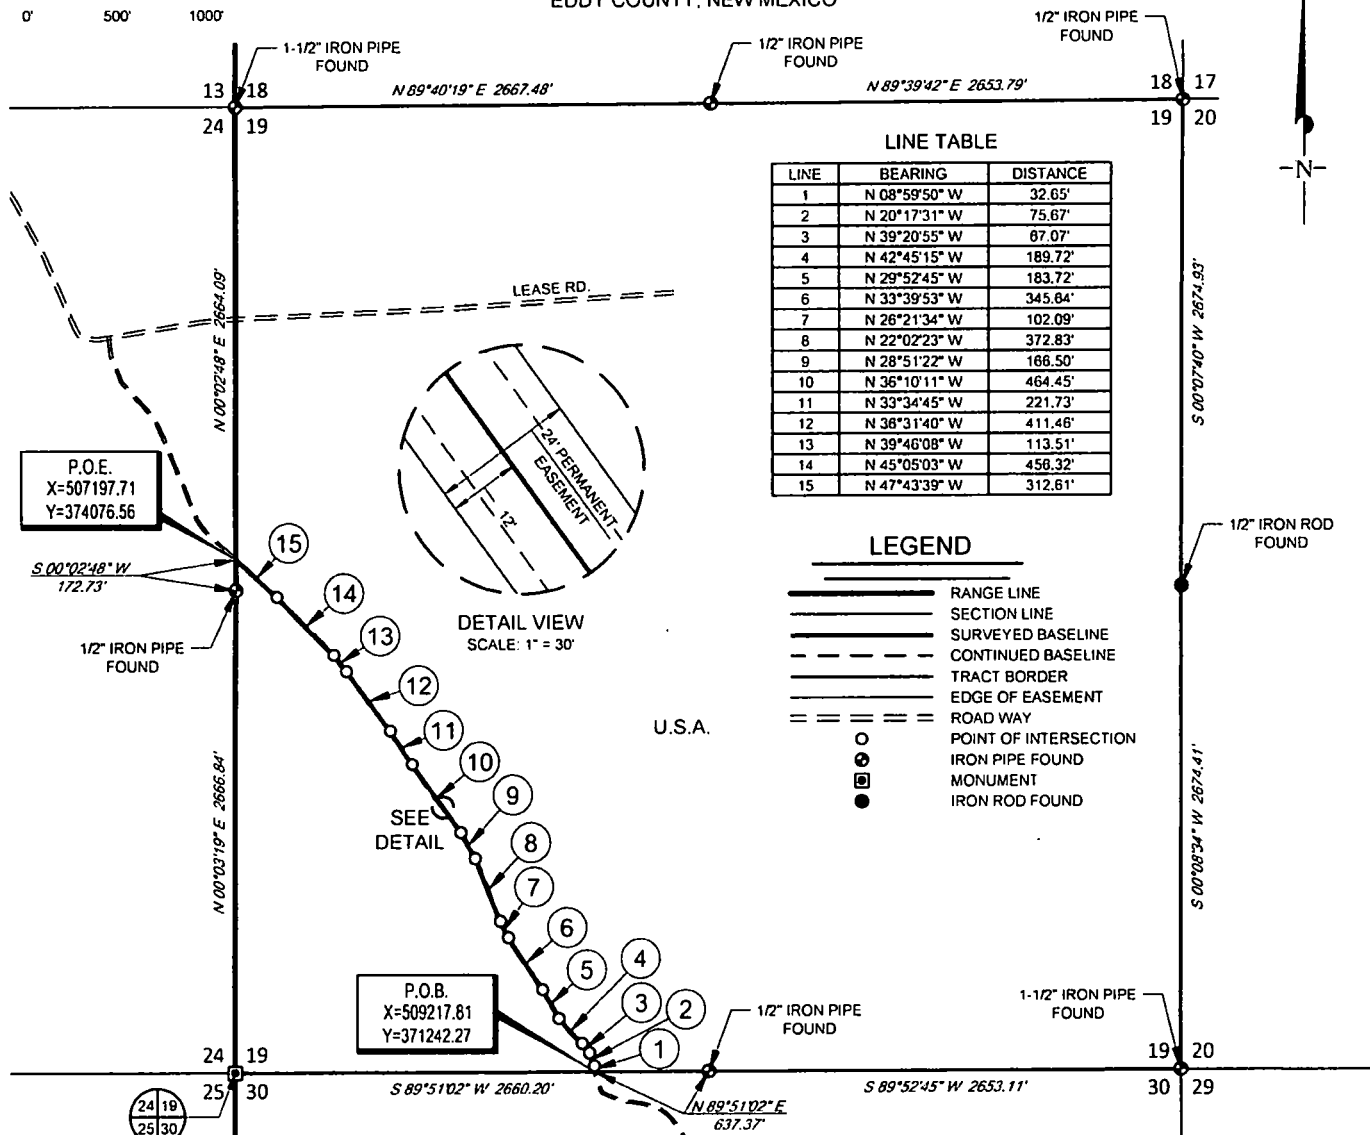 EDDY COUNTY, NEW MEXICO
0' 500' 1000'
1-1/2" IRON PIPE
FOUND
1/2" IRON PIPE
FOUND
1/2" IRON PIPE
FOUND
13 18
24 19
N 89°40'19" E 2667.48'
N 89°39'42" E 2653.79'
18 17
19 20
-N-
LINE TABLE
LINE BEARING DISTANCE
1 N 08°59'50" W 32.65'
2 N 20°17'31" W 75.67'
3 N 39°20'55" W 67.07'
4 N 42°45'15" W 189.72'
5 N 29°52'45" W 183.72'
6 N 33°39'53" W 345.64'
7 N 26°21'34" W 102.09'
8 N 22°02'23" W 372.83'
9 N 28°51'22" W 166.50'
10 N 36°10'11" W 464.45'
11 N 33°34'45" W 221.73'
12 N 36°31'40" W 411.46'
13 N 39°46'08" W 113.51'
14 N 45°05'03" W 456.32'
15 N 47°43'39" W 312.61'
N 00°02'48" E 2664.09'
LEASE RD.
S 00°07'40" W 2674.93'
24' PERMANENT
EASEMENT
12'
DETAIL VIEW
SCALE: 1" = 30'
P.O.E.
X=507197.71
Y=374076.56
S 00°02'48" W
172.73'
1/2" IRON PIPE
FOUND
1/2" IRON ROD
FOUND
LEGEND
RANGE LINE
SECTION LINE
SURVEYED BASELINE
CONTINUED BASELINE
TRACT BORDER
EDGE OF EASEMENT
ROAD WAY
POINT OF INTERSECTION
IRON PIPE FOUND
MONUMENT
IRON ROD FOUND
15
14
13
12
11
10
9
8
7
6
5
4
3
2
1
U.S.A.
SEE
DETAIL
N 00°03'19" E 2666.84'
S 00°08'34" W 2674.41'
P.O.B.
X=509217.81
Y=371242.27
1/2" IRON PIPE
FOUND
1-1/2" IRON PIPE
FOUND
24 19
25 30
S 89°51'02" W 2660.20'
S 89°52'45" W 2653.11'
19 20
30 29
N 89°51'02" E
637.37'
24 19
25 30